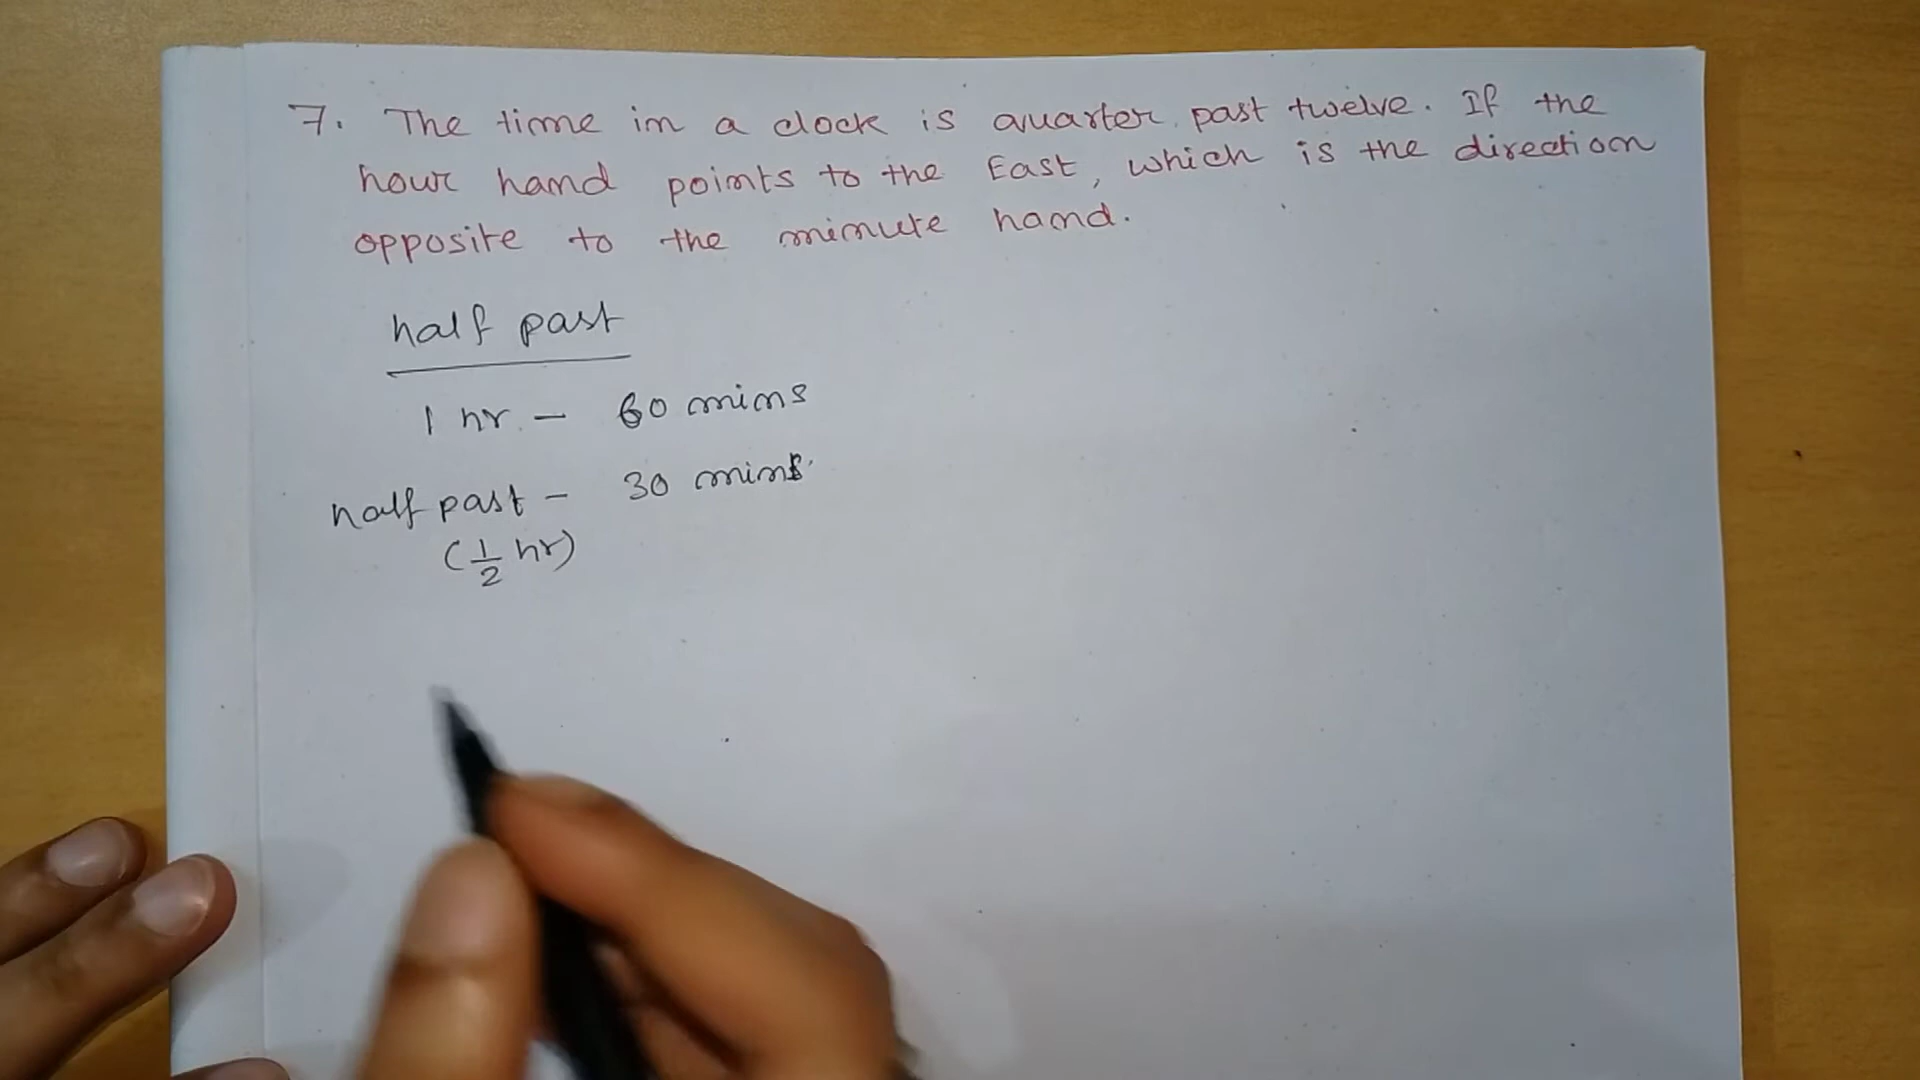 7. The time in a clock is quarter past twelve. If the
hour hand points to the East, which is the direction
opposite to the minute hand.
half past
1 hr - 60 mins
half past - 30 mins.
(1/2 hr)